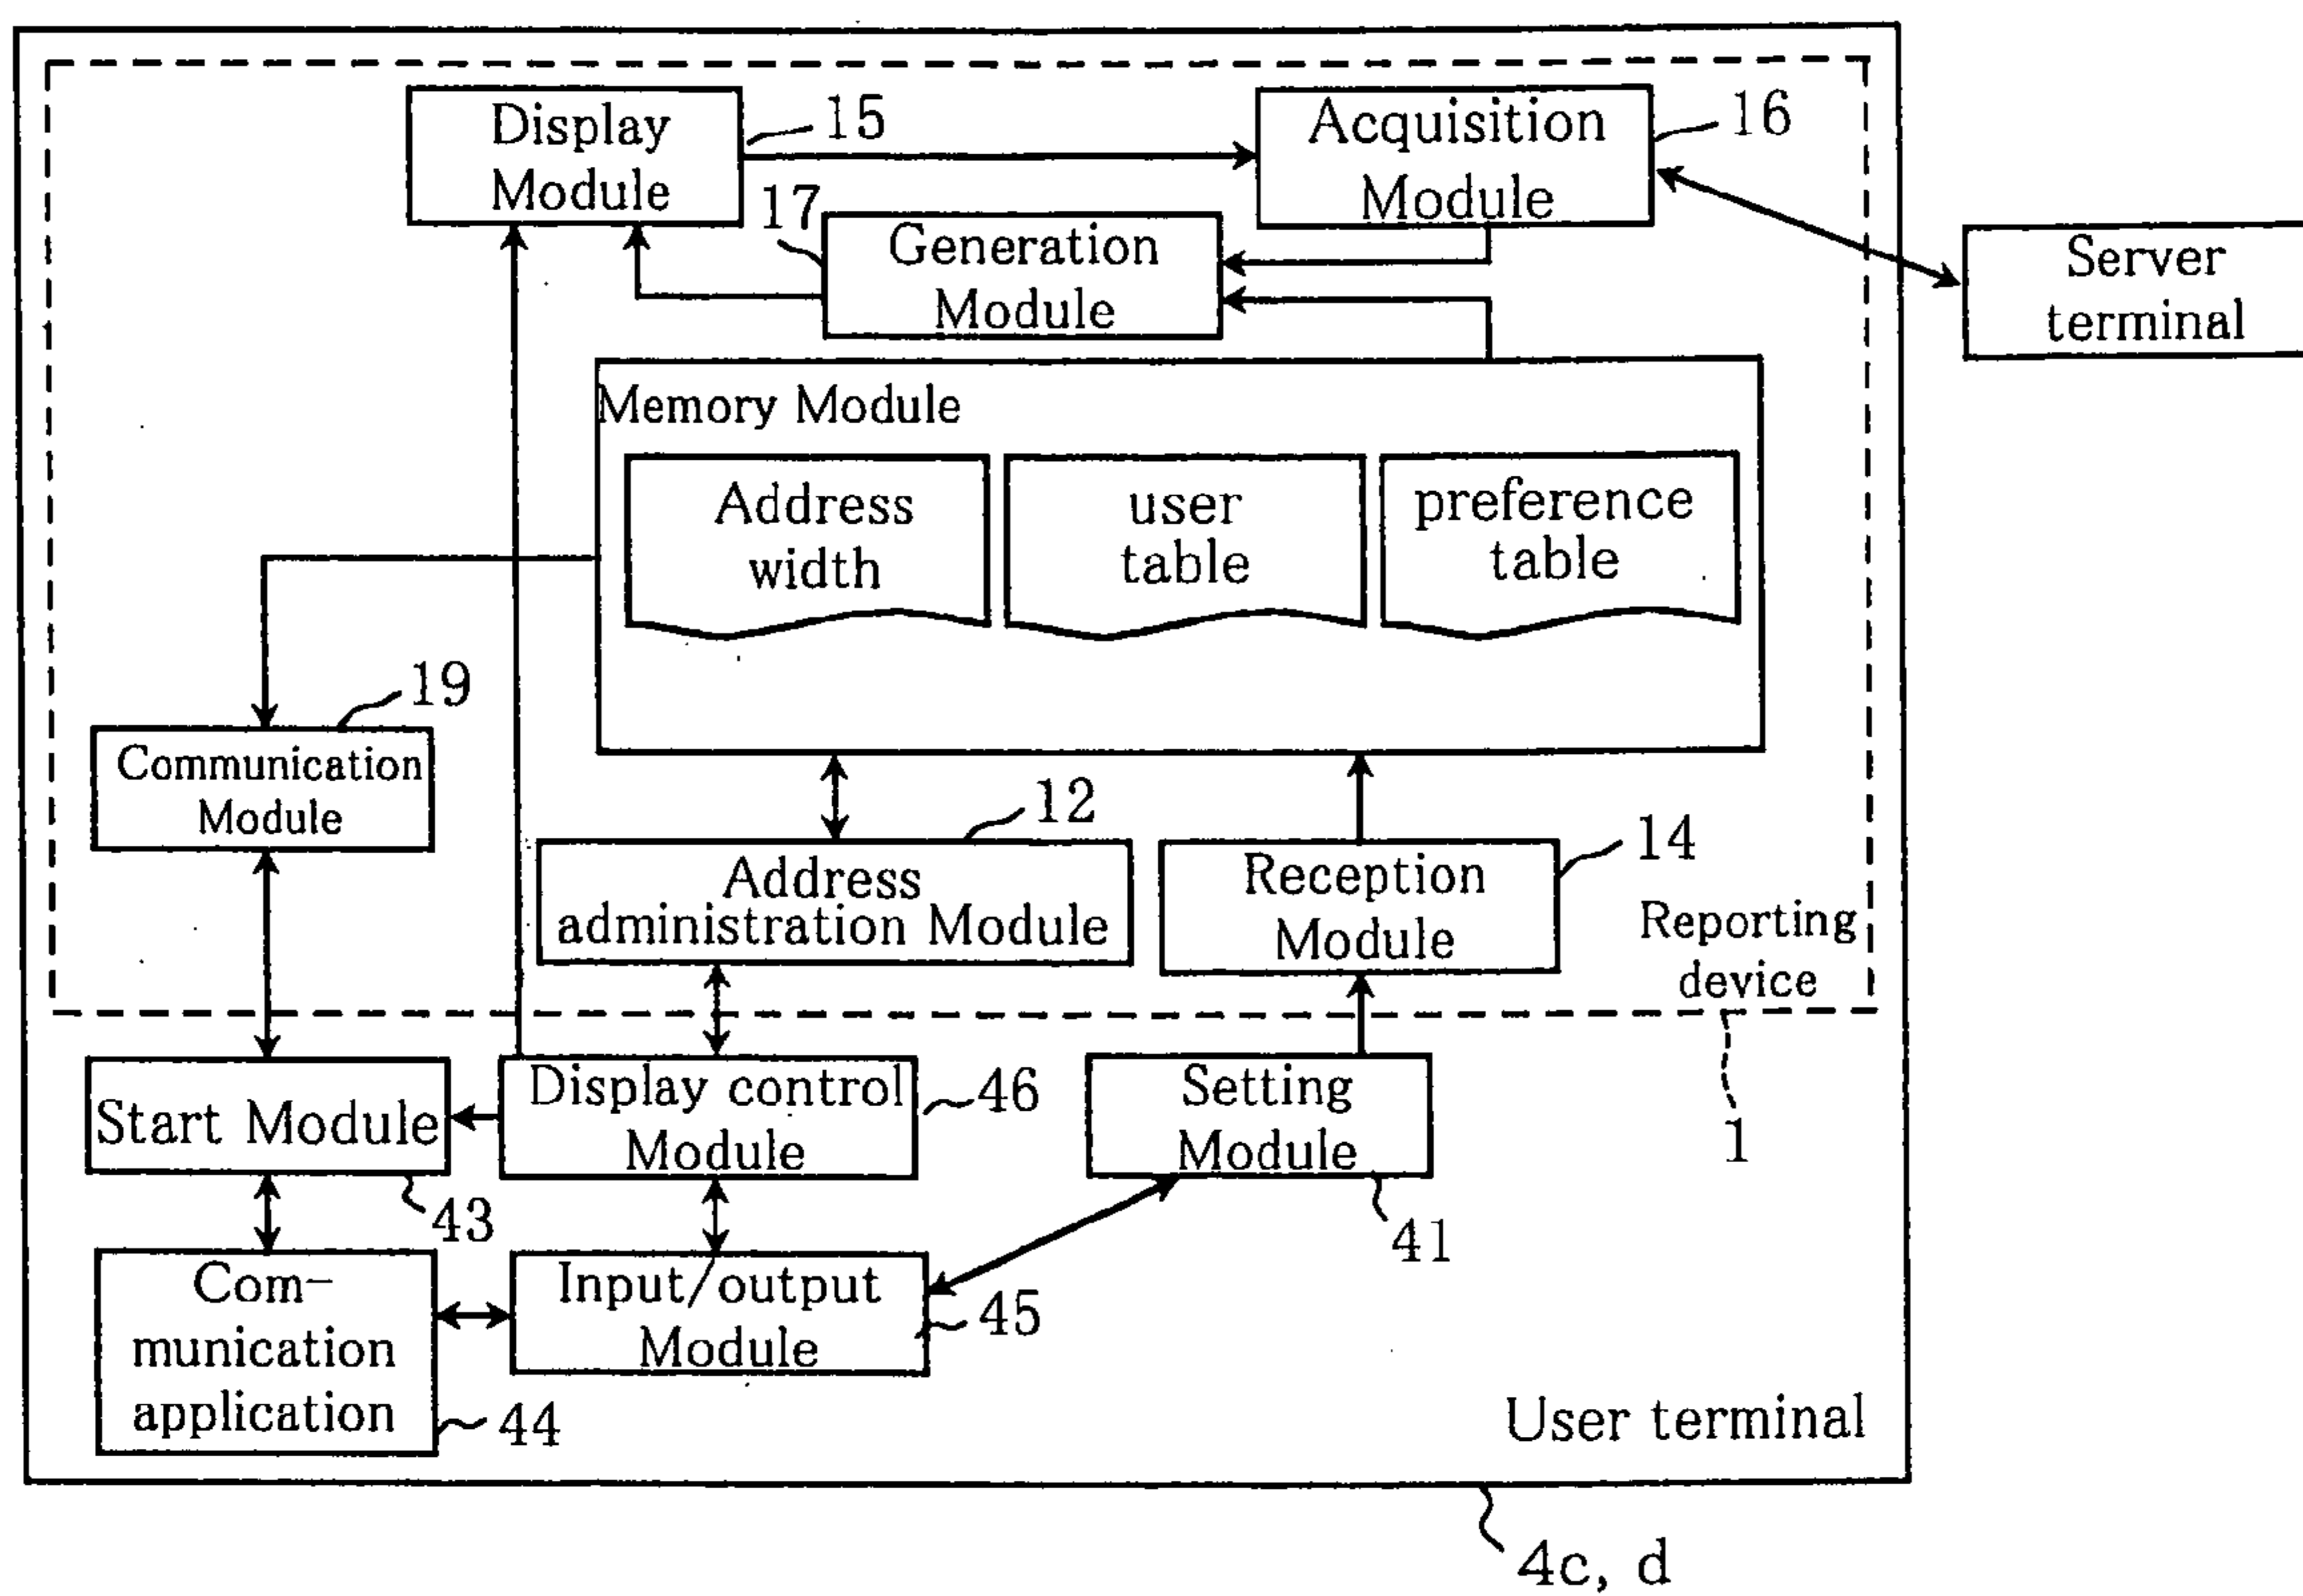 Display
Module
15
Acquisition
Module
16
17
Generation
Module
Server
terminal
Memory Module
Address
width
user
table
preference
table
19
Communication
Module
12
Address
administration Module
14
Reception
Module
Reporting
device
1
Start Module
43
Display control
Module
46
Setting
Module
41
Com-
munication
application
44
Input/output
Module
45
User terminal
4c, d